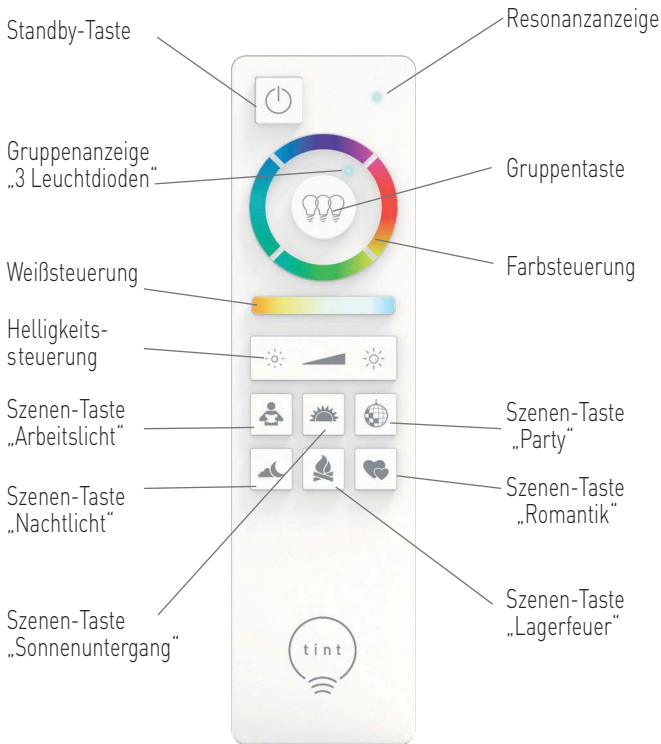 Standby-Taste
Resonanzanzeige
Gruppenanzeige
„3 Leuchtdioden“
Gruppentaste
Weißsteuerung
Farbsteuerung
Helligkeits-
steuerung
Szenen-Taste
„Arbeitslicht“
Szenen-Taste
„Party“
Szenen-Taste
„Nachtlicht“
Szenen-Taste
„Romantik“
Szenen-Taste
„Sonnenuntergang“
Szenen-Taste
„Lagerfeuer“
tint